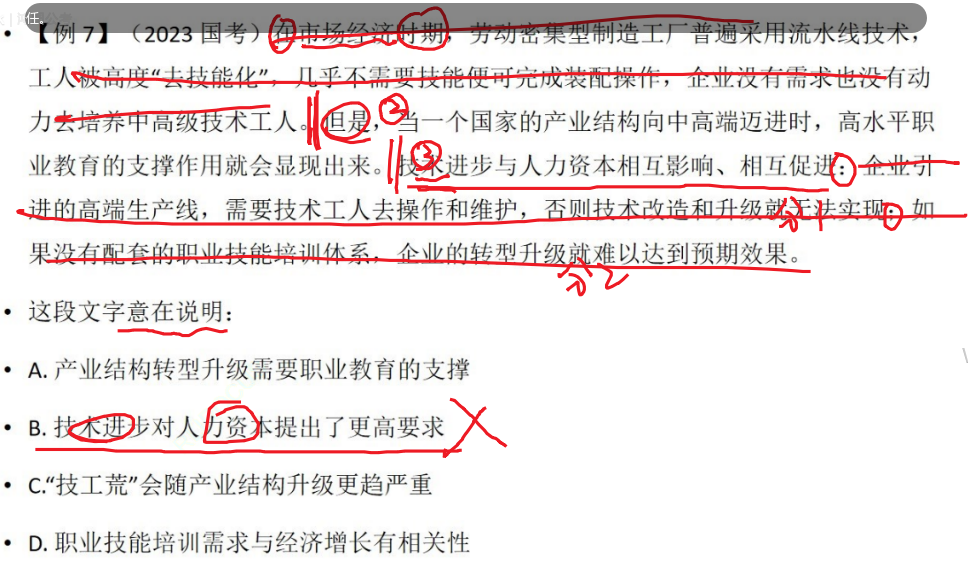 任.
•【例 7】（2023 国考）在市场经济时期，劳动密集型制造工厂普遍采用流水线技术，
工人被高度“去技能化”，几乎不需要技能便可完成装配操作，企业没有需求也没有动
力去培养中高级技术工人。但是，当一个国家的产业结构向中高端迈进时，高水平职 ②
业教育的支撑作用就会显现出来。技术进步与人力资本相互影响、相互促进：企业引 ③
进的高端生产线，需要技术工人去操作和维护，否则技术改造和升级就无法实现；如 分1
果没有配套的职业技能培训体系，企业的转型升级就难以达到预期效果。
分2
• 这段文字意在说明：
• A. 产业结构转型升级需要职业教育的支撑
• B. 技术进步对人力资本提出了更高要求
• C.“技工荒”会随产业结构升级更趋严重
• D. 职业技能培训需求与经济增长有相关性